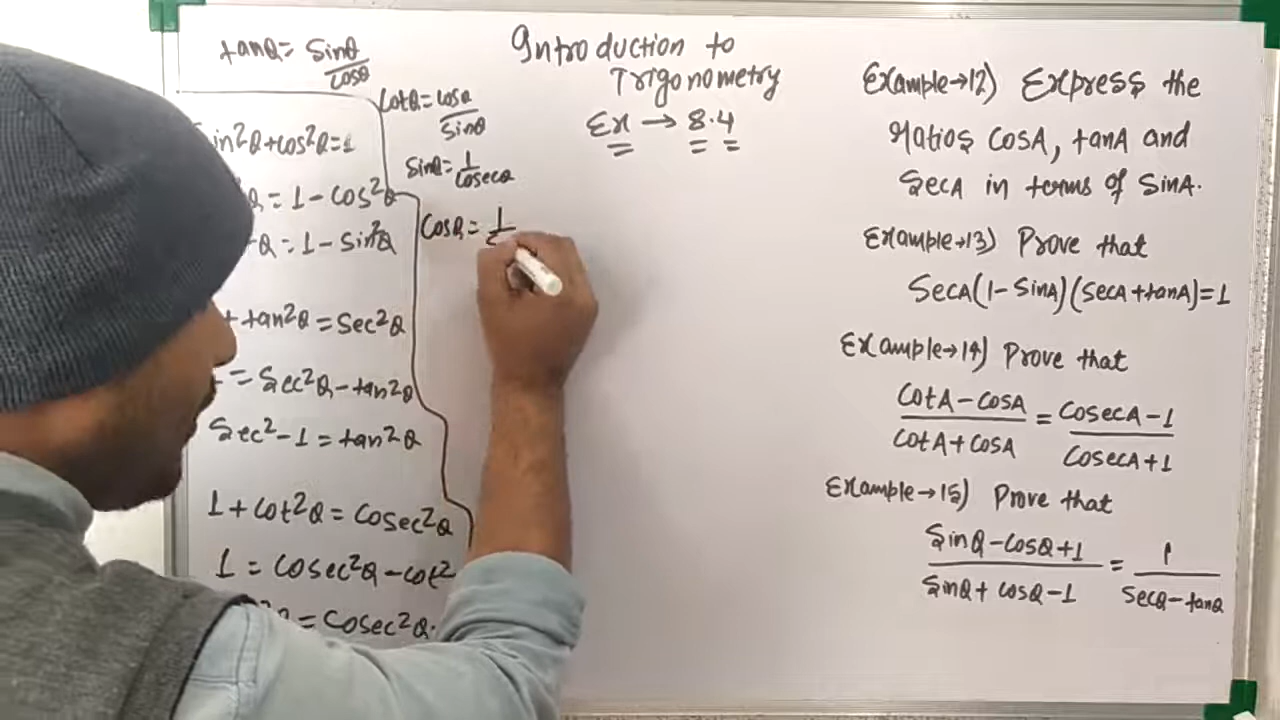 tanθ = sinθ/cosθ
sin²θ+cos²θ=1
θ = 1 - cos²θ
θ = 1 - sin²θ
+ tan²θ = sec²θ
= sec²θ - tan²θ
sec² - 1 = tan²θ
1 + cot²θ = cosec²θ
1 = cosec²θ - cot²
θ = cosec²θ
cotθ = cosθ/sinθ
sinθ = 1/cosecθ
cosθ = 1/
Introduction to
Trigonometry
Ex → 8.4
Example → 12) Express the
Ratios CosA, tanA and
SecA in terms of SinA.
Example → 13) Prove that
SecA(1 - SinA)(SecA+tanA)=1
Example → 14) Prove that
CotA - CosA / CotA + CosA = CosecA - 1 / CosecA + 1
Example → 15) Prove that
Sinθ - Cosθ + 1 / Sinθ + Cosθ - 1 = 1 / Secθ - tanθ